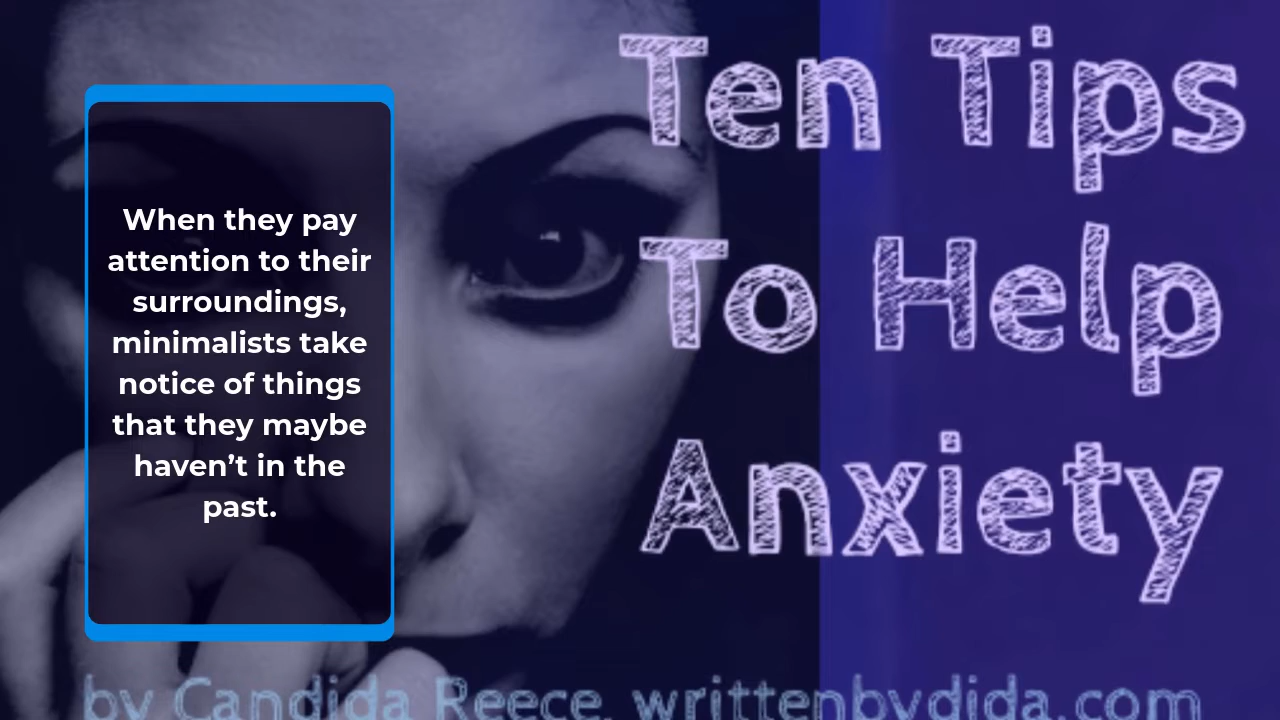 When they pay
attention to their
surroundings,
minimalists take
notice of things
that they maybe
haven’t in the
past.
Ten Tips
To Help
Anxiety
by Candida Reece, writtenbydida.com